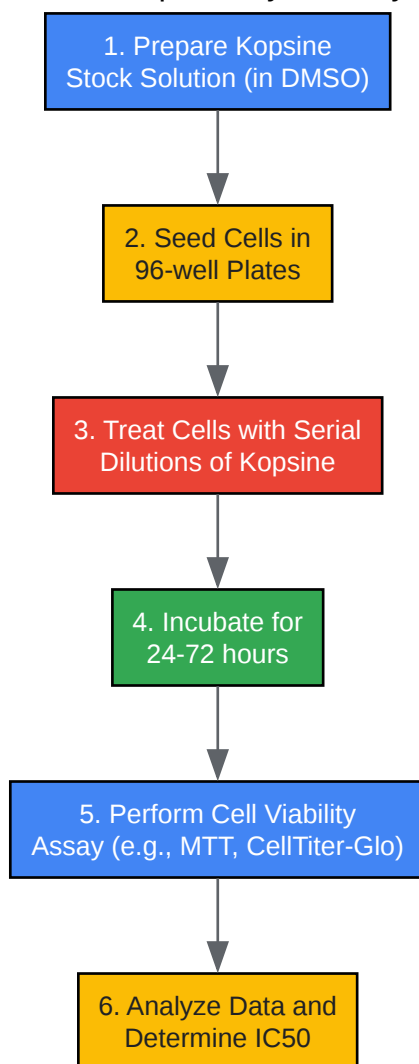 1. Prepare Kopsine
Stock Solution (in DMSO)
2. Seed Cells in
96-well Plates
3. Treat Cells with Serial
Dilutions of Kopsine
4. Incubate for
24-72 hours
5. Perform Cell Viability
Assay (e.g., MTT, CellTiter-Glo)
6. Analyze Data and
Determine IC50